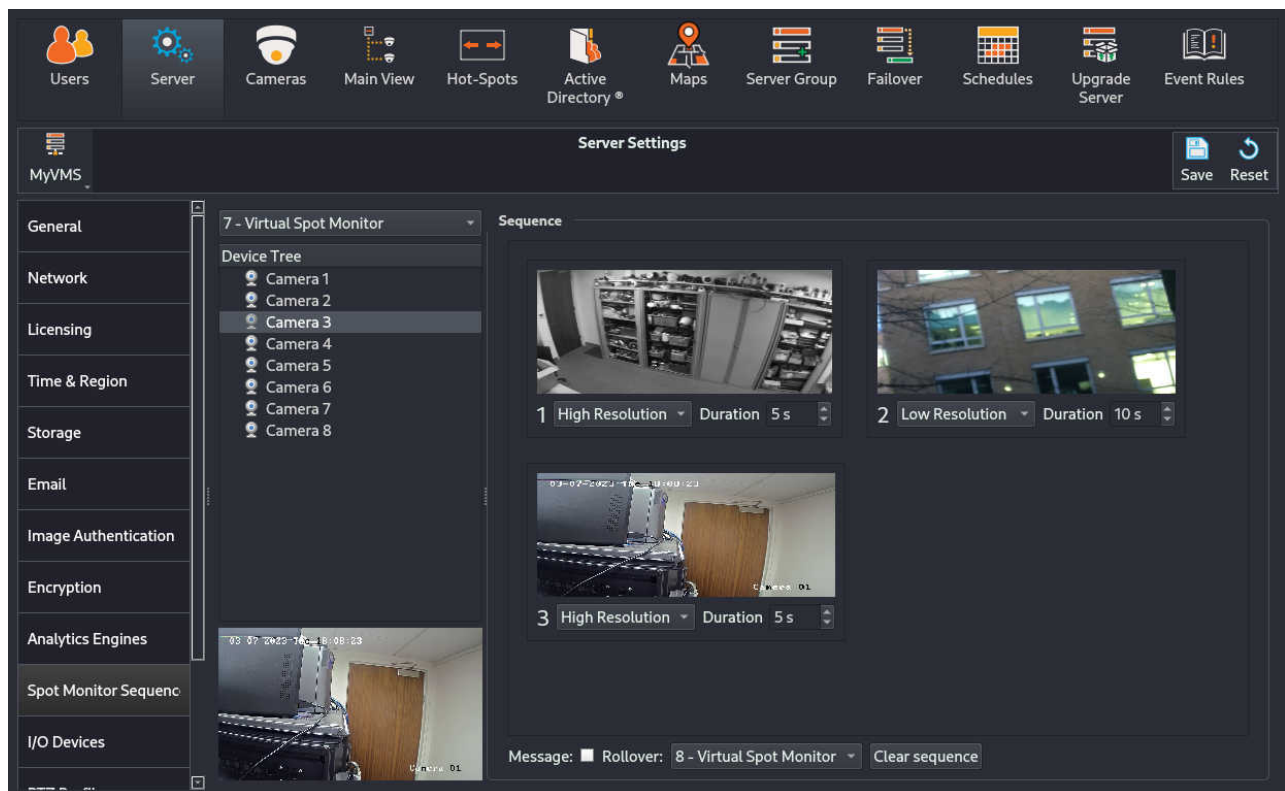 Users
Server
Cameras
Main View
Hot-Spots
Active
Directory ®
Maps
Server Group
Failover
Schedules
Upgrade
Server
Event Rules
MyVMS
Server Settings
Save
Reset
General
Network
Licensing
Time & Region
Storage
Email
Image Authentication
Encryption
Analytics Engines
Spot Monitor Sequenc
I/O Devices
7 - Virtual Spot Monitor
Device Tree
Camera 1
Camera 2
Camera 3
Camera 4
Camera 5
Camera 6
Camera 7
Camera 8
Camera 01
Sequence
1 High Resolution Duration 5 s
2 Low Resolution Duration 10 s
Camera 01
3 High Resolution Duration 5 s
Message: Rollover: 8 - Virtual Spot Monitor Clear sequence